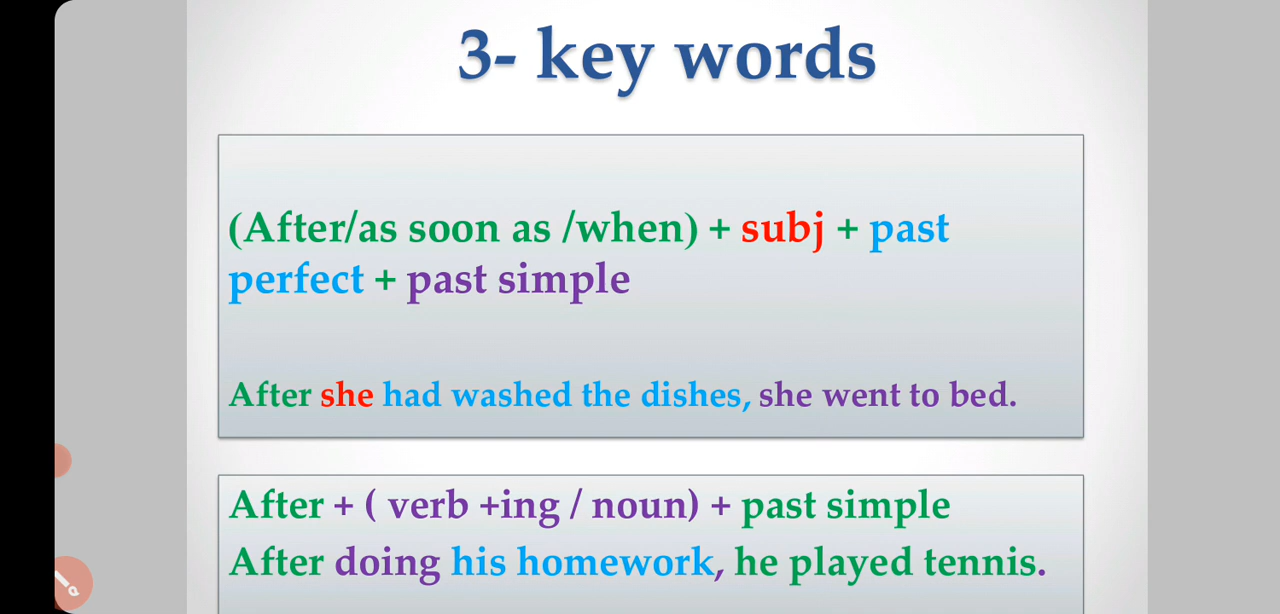 3- key words
(After/as soon as /when) + subj + past
perfect + past simple
After she had washed the dishes, she went to bed.
After + ( verb +ing / noun) + past simple
After doing his homework, he played tennis.